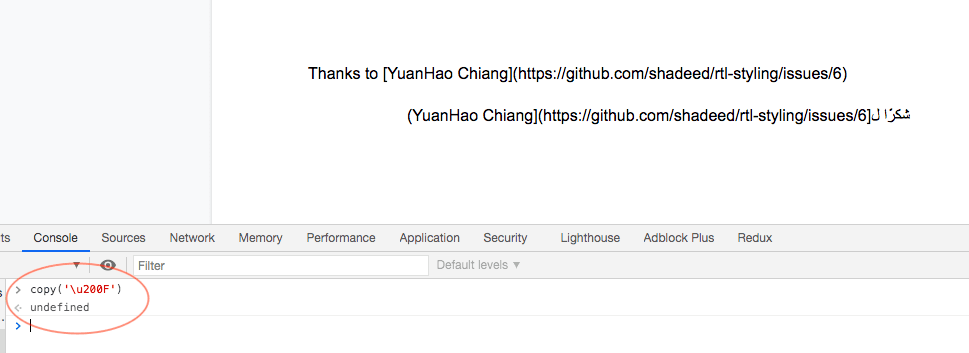 Thanks to [YuanHao Chiang](https://github.com/shadeed/rtl-styling/issues/6)
شكرًا ل[YuanHao Chiang](https://github.com/shadeed/rtl-styling/issues/6)
ts Console Sources Network Memory Performance Application Security Lighthouse Adblock Plus Redux
Filter Default levels ▼
> copy('\u200F')
undefined
>